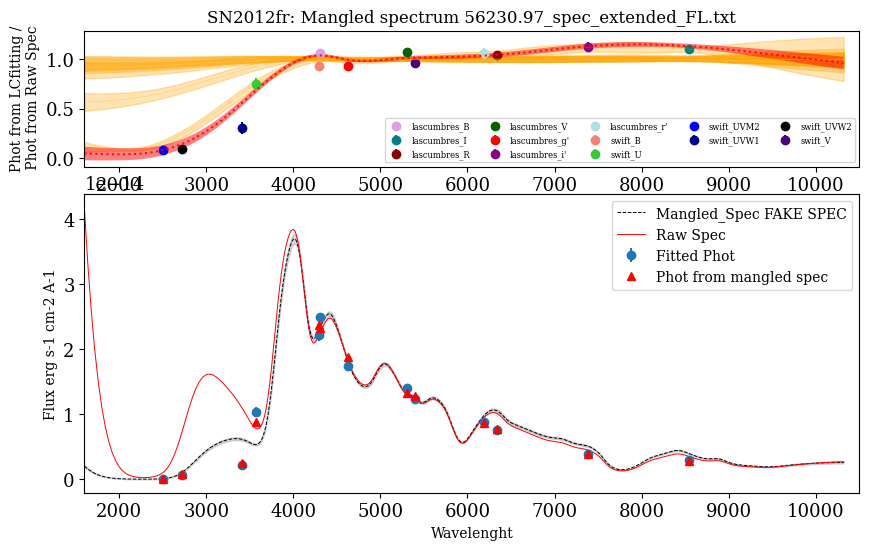 SN2012fr: Mangled spectrum 56230.97_spec_extended_FL.txt
Phot from LCfitting /
Phot from Raw Spec
1.0
0.5
0.0
lascumbres_B
lascumbres_I
lascumbres_R
lascumbres_V
lascumbres_g'
lascumbres_i'
lascumbres_r'
swift_B
swift_U
swift_UVM2
swift_UVW1
swift_UVW2
swift_V
2000 3000 4000 5000 6000 7000 8000 9000 10000
1e−14
Flux erg s-1 cm-2 A-1
4
3
2
1
0
Mangled_Spec FAKE SPEC
Raw Spec
Fitted Phot
Phot from mangled spec
2000 3000 4000 5000 6000 7000 8000 9000 10000
Wavelenght